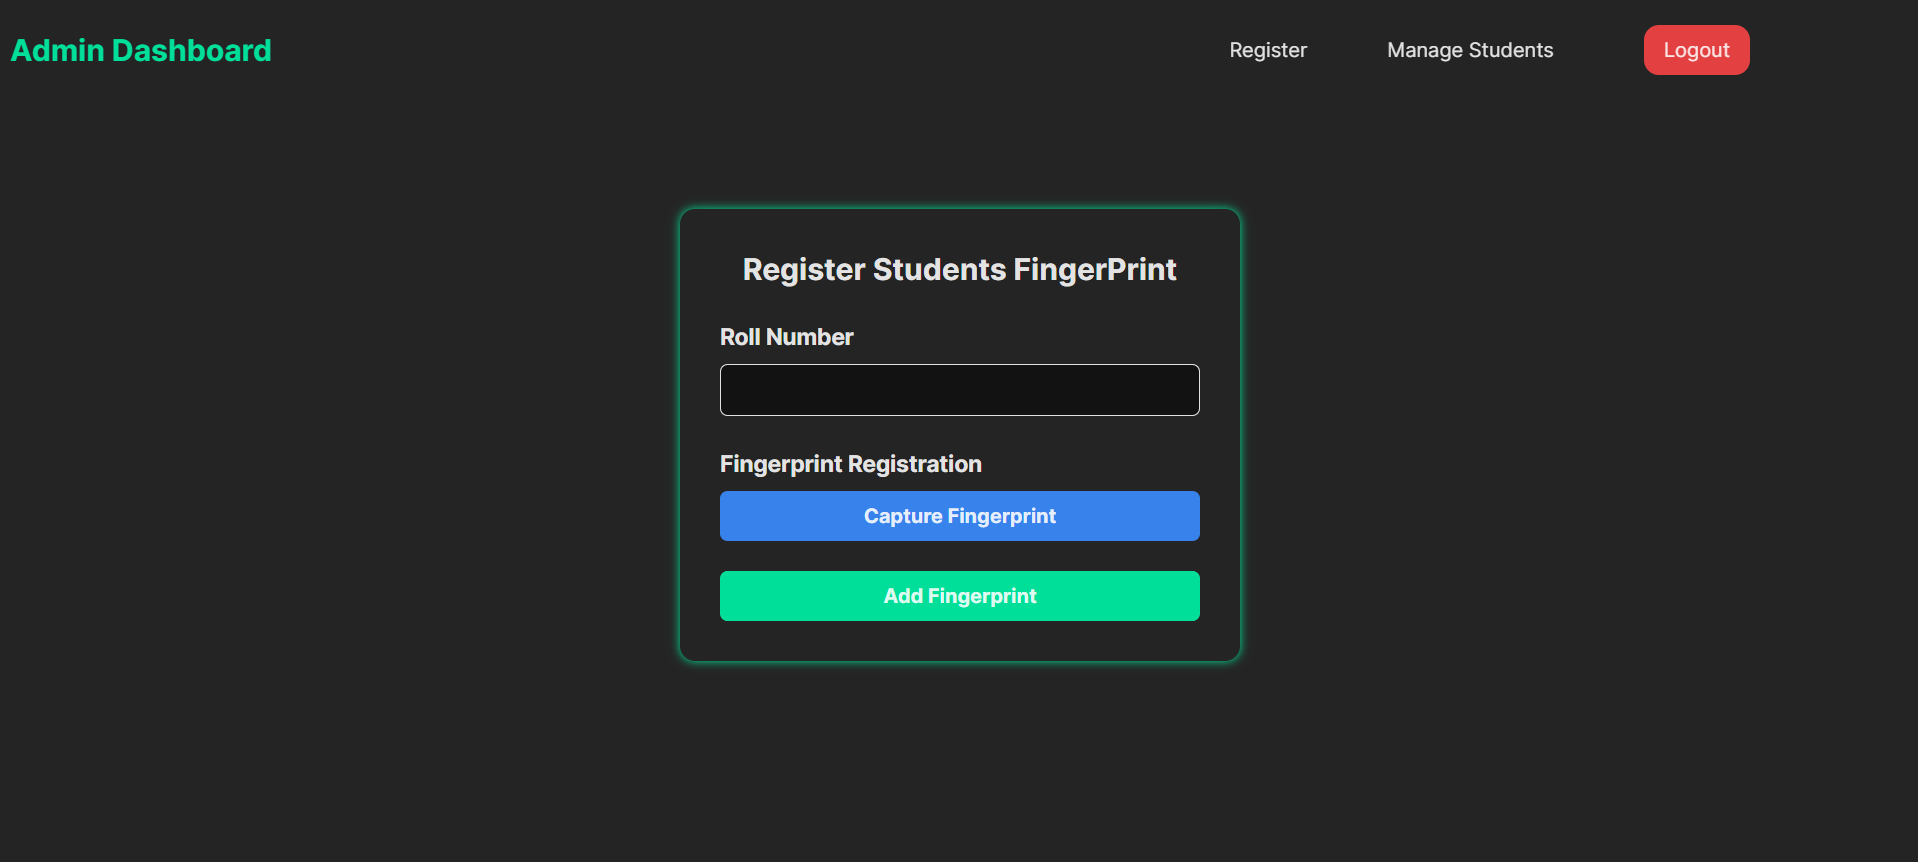 Admin Dashboard
Register
Manage Students
Logout
Register Students FingerPrint
Roll Number
Fingerprint Registration
Capture Fingerprint
Add Fingerprint